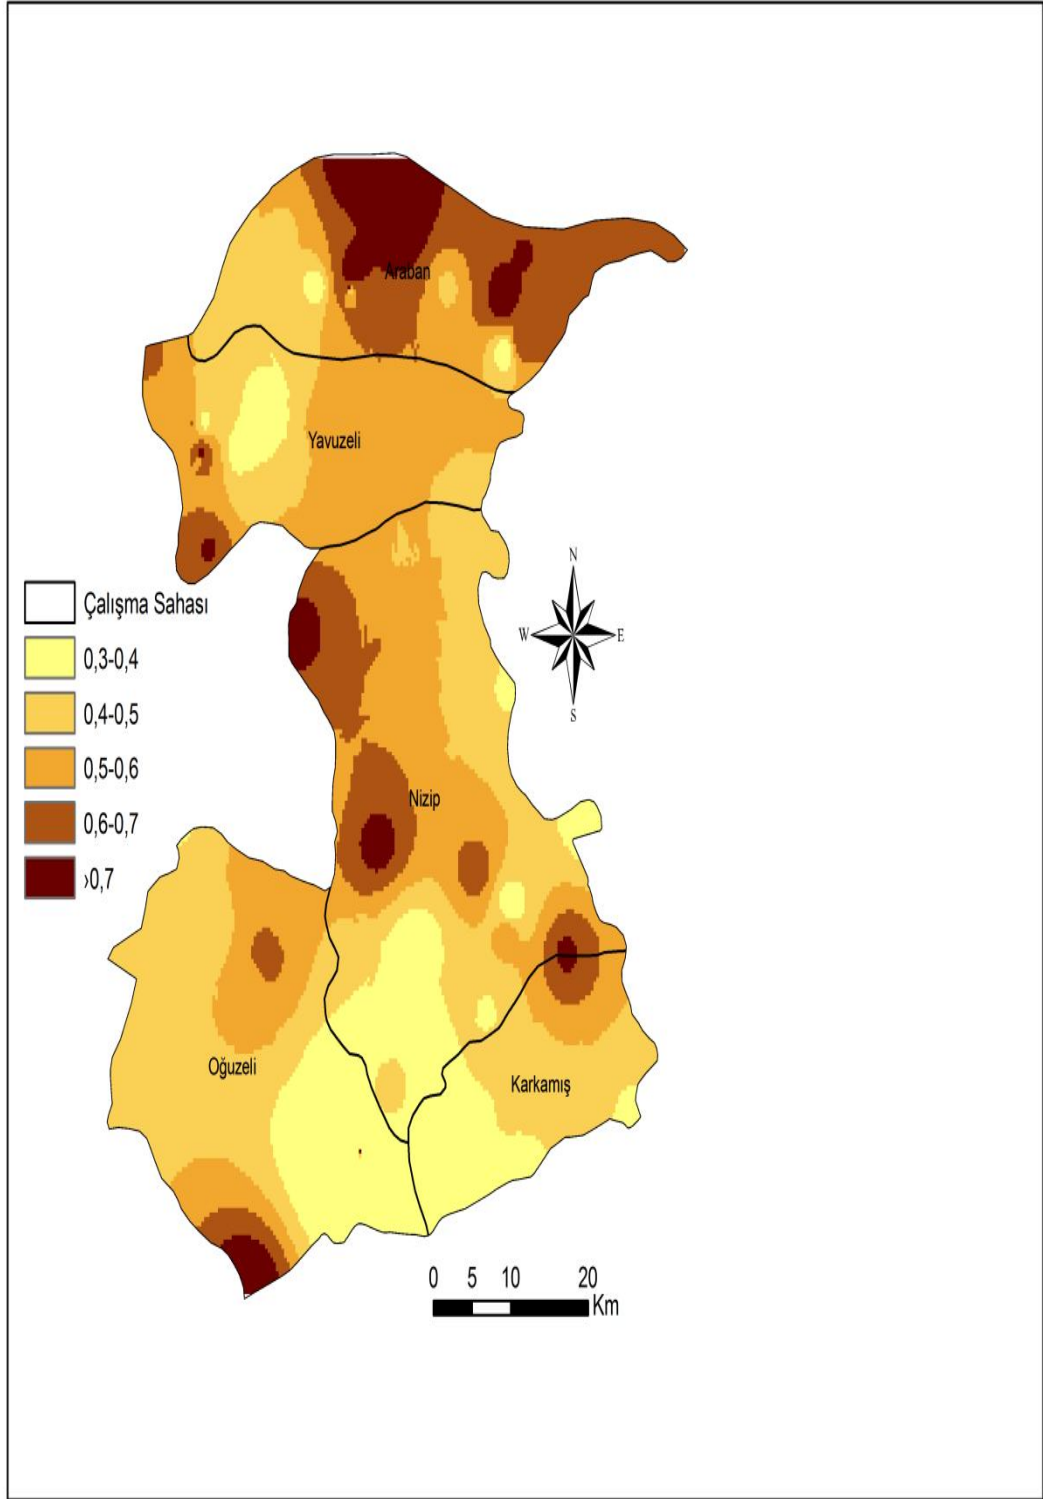 Araban
Yavuzeli
N
W E
S
Çalışma Sahası
0,3-0,4
0,4-0,5
0,5-0,6
0,6-0,7
›0,7
Nizip
Oğuzeli
Karkamış
0 5 10 20
Km